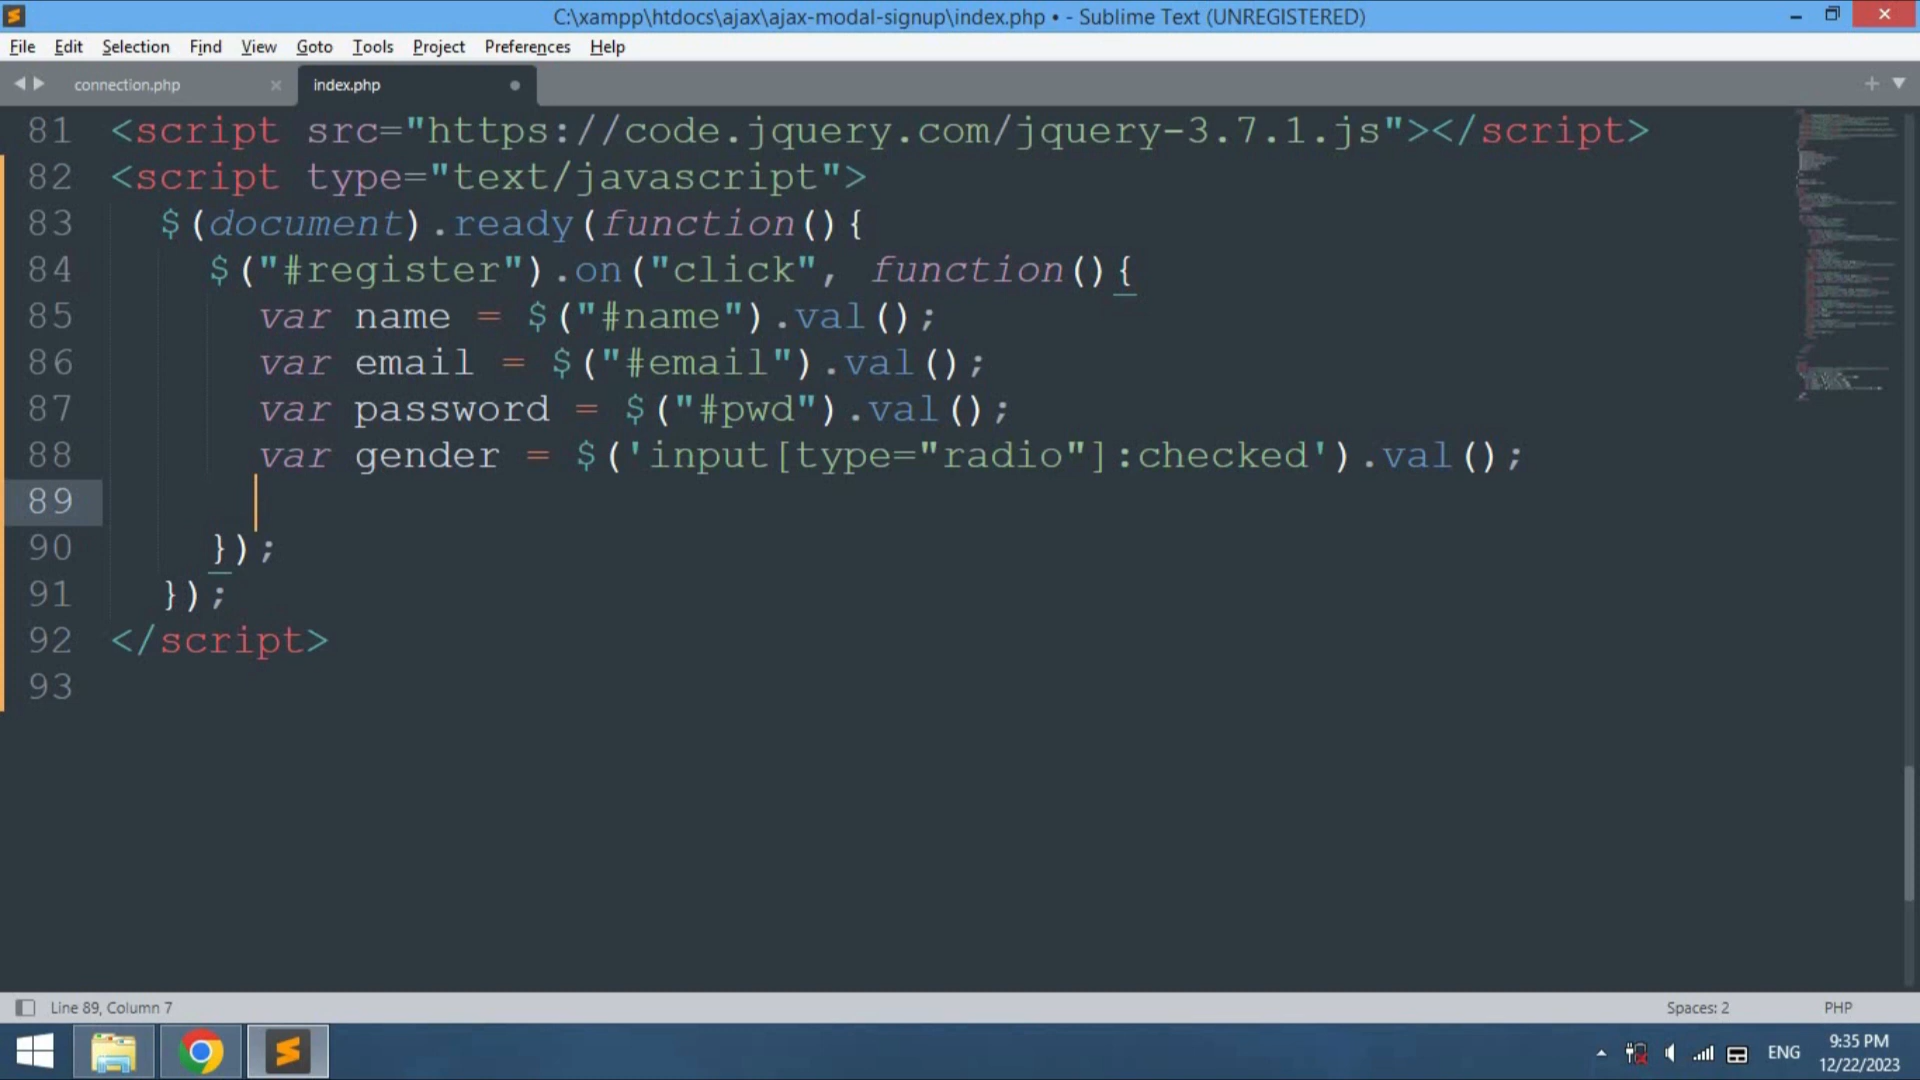 C:\xampp\htdocs\ajax\ajax-modal-signup\index.php • - Sublime Text (UNREGISTERED)
File Edit Selection Find View Goto Tools Project Preferences Help
connection.php index.php
81 <script src="https://code.jquery.com/jquery-3.7.1.js"></script>
82 <script type="text/javascript">
83 $(document).ready(function(){
84 $("#register").on("click", function(){
85 var name = $("#name").val();
86 var email = $("#email").val();
87 var password = $("#pwd").val();
88 var gender = $('input[type="radio"]:checked').val();
89
90 });
91 });
92 </script>
93
Line 89, Column 7 Spaces: 2 PHP
ENG 9:35 PM
12/22/2023